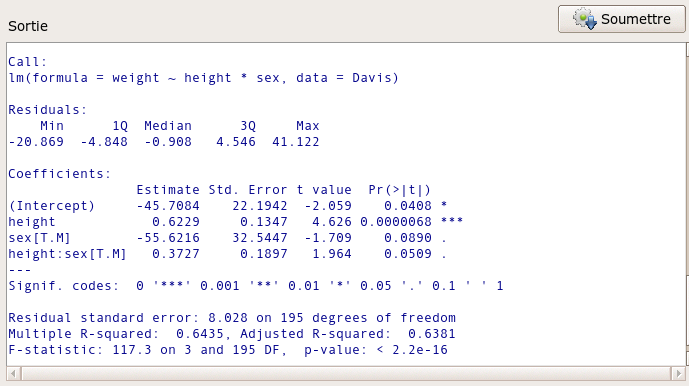 Soumettre
Sortie
Call:
lm(formula = weight ~ height * sex, data = Davis)
Residuals:
    Min      1Q  Median      3Q     Max
-20.869  -4.848  -0.908   4.546  41.122
Coefficients:
                Estimate Std. Error t value  Pr(>|t|)
(Intercept)     -45.7084    22.1942  -2.059    0.0408 *
height            0.6229     0.1347   4.626 0.0000068 ***
sex[T.M]        -55.6216    32.5447  -1.709    0.0890 .
height:sex[T.M]   0.3727     0.1897   1.964    0.0509 .
---
Signif. codes:  0 '***' 0.001 '**' 0.01 '*' 0.05 '.' 0.1 ' ' 1
Residual standard error: 8.028 on 195 degrees of freedom
Multiple R-squared:  0.6435, Adjusted R-squared:  0.6381
F-statistic: 117.3 on 3 and 195 DF,  p-value: < 2.2e-16